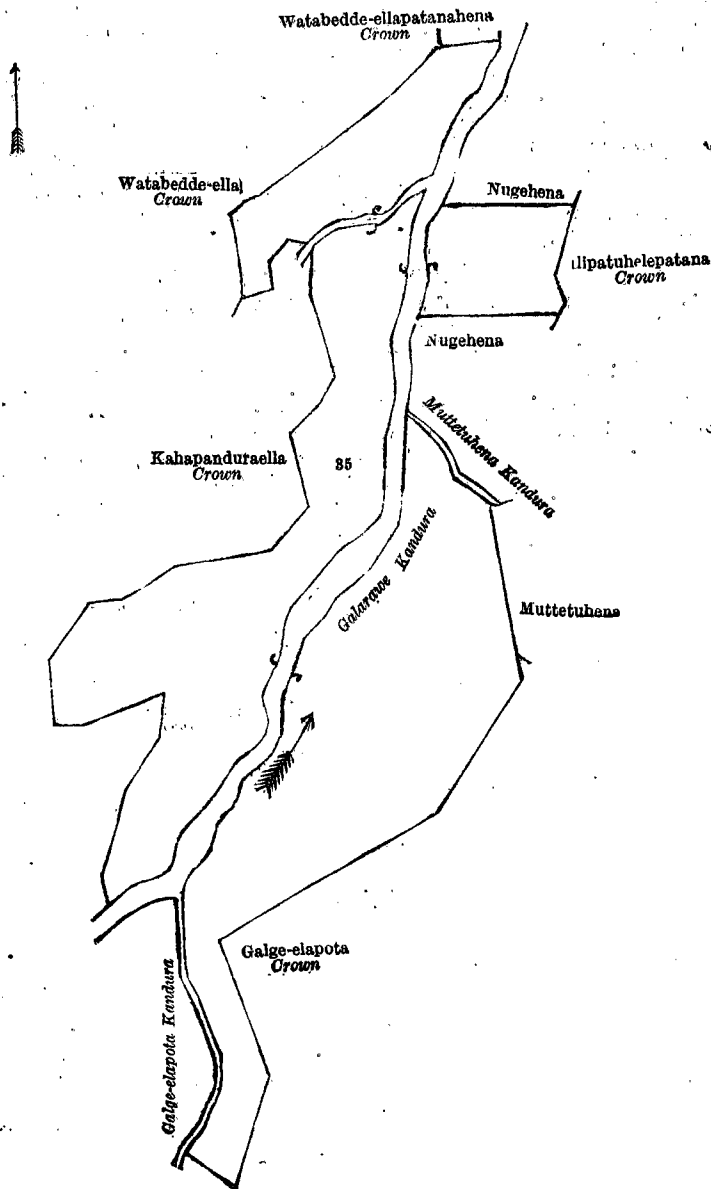 Watabedde-ellapatanahena
Crown
Watabedde-ella
Crown
Nugehena
lipatuhelepatana
Crown
Nugehena
Muttetuhena Kandura
Kahapanduraella
Crown
35
Galarawe Kandura
Muttetuhena
Galge-elapota
Crown
Galge-elapota Kandura